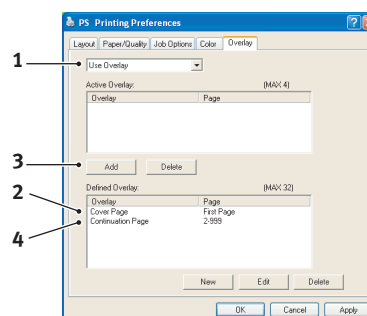 PS Printing Preferences
Layout Paper/Quality Job Options Color Overlay
1 Use Overlay
Active Overlay: (MAX 4)
Overlay Page
3 Add Delete
Defined Overlay: (MAX 32)
Overlay Page
2 Cover Page First Page
4 Continuation Page 2-999
New Edit Delete
OK Cancel Apply